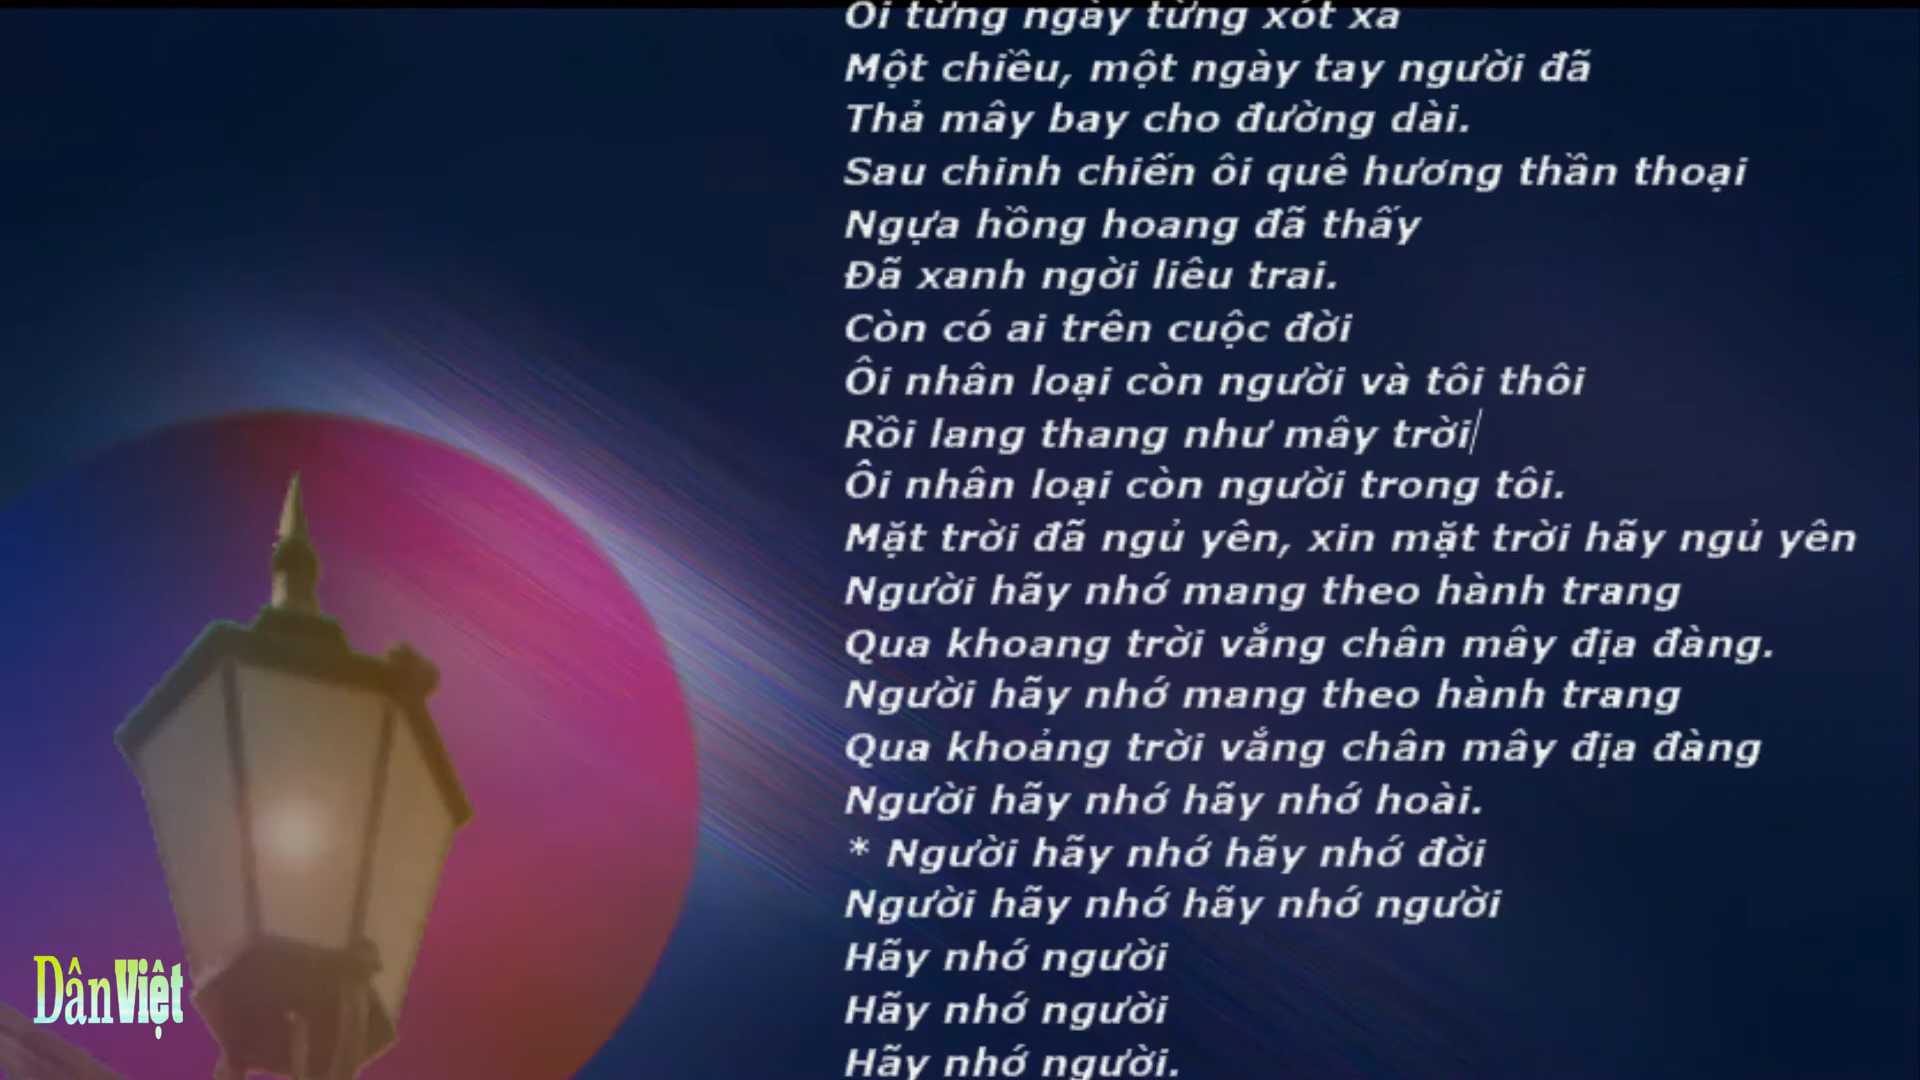 Ôi từng ngày từng xót xa
Một chiều, một ngày tay người đã
Thả mây bay cho đường dài.
Sau chinh chiến ôi quê hương thần thoại
Ngựa hồng hoang đã thấy
Đã xanh ngời liêu trai.
Còn có ai trên cuộc đời
Ôi nhân loại còn người và tôi thôi
Rồi lang thang như mây trời
Ôi nhân loại còn người trong tôi.
Mặt trời đã ngủ yên, xin mặt trời hãy ngủ yên
Người hãy nhớ mang theo hành trang
Qua khoang trời vắng chân mây địa đàng.
Người hãy nhớ mang theo hành trang
Qua khoảng trời vắng chân mây địa đàng
Người hãy nhớ hãy nhớ hoài.
* Người hãy nhớ hãy nhớ đời
Người hãy nhớ hãy nhớ người
Hãy nhớ người
Hãy nhớ người
Hãy nhớ người.
Dân Việt